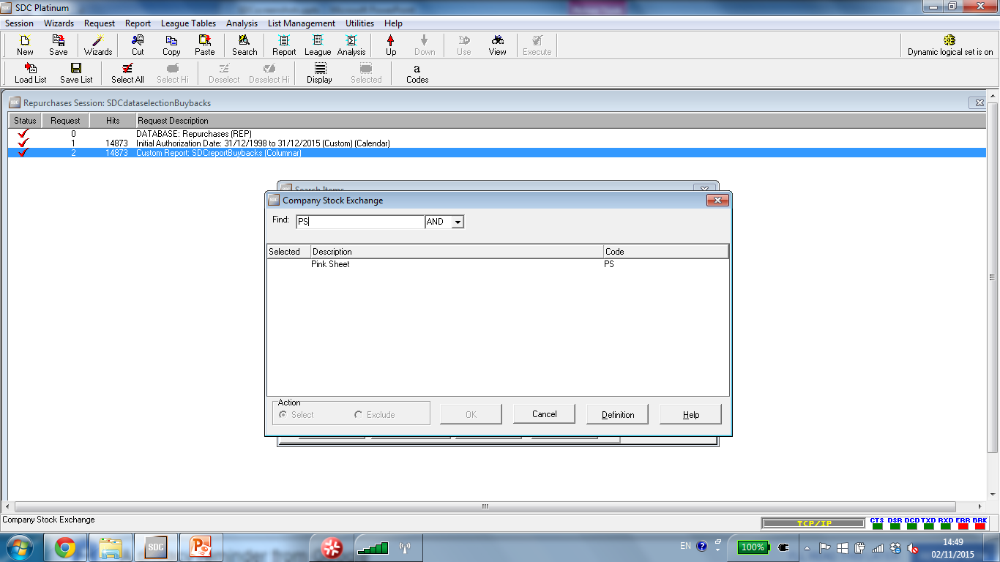 SDC Platinum
Session Wizards Request Report League Tables Analysis List Management Utilities Help
New Save Wizards Cut Copy Paste Search Report League Analysis Up Down Use View Execute Dynamic logical set is on
Load List Save List Select All Select Hi Deselect Deselect Hi Display Selected a Codes
SDC Repurchases Session: SDCdataselectionBuybacks
Status Request Hits Request Description
0 DATABASE: Repurchases (REP)
1 14873 Initial Authorization Date: 31/12/1998 to 31/12/2015 (Custom) (Calendar)
2 14873 Custom Report: SDCreportBuybacks (Columnar)
Search Items
SDC Company Stock Exchange
Find: PS AND
Selected Description Code
Pink Sheet PS
Action
Select Exclude OK Cancel Definition Help
Company Stock Exchange
TCP/IP CTS DSR DCD TXD RXD ERR BRK
SDC EN 100% 14:49
02/11/2015